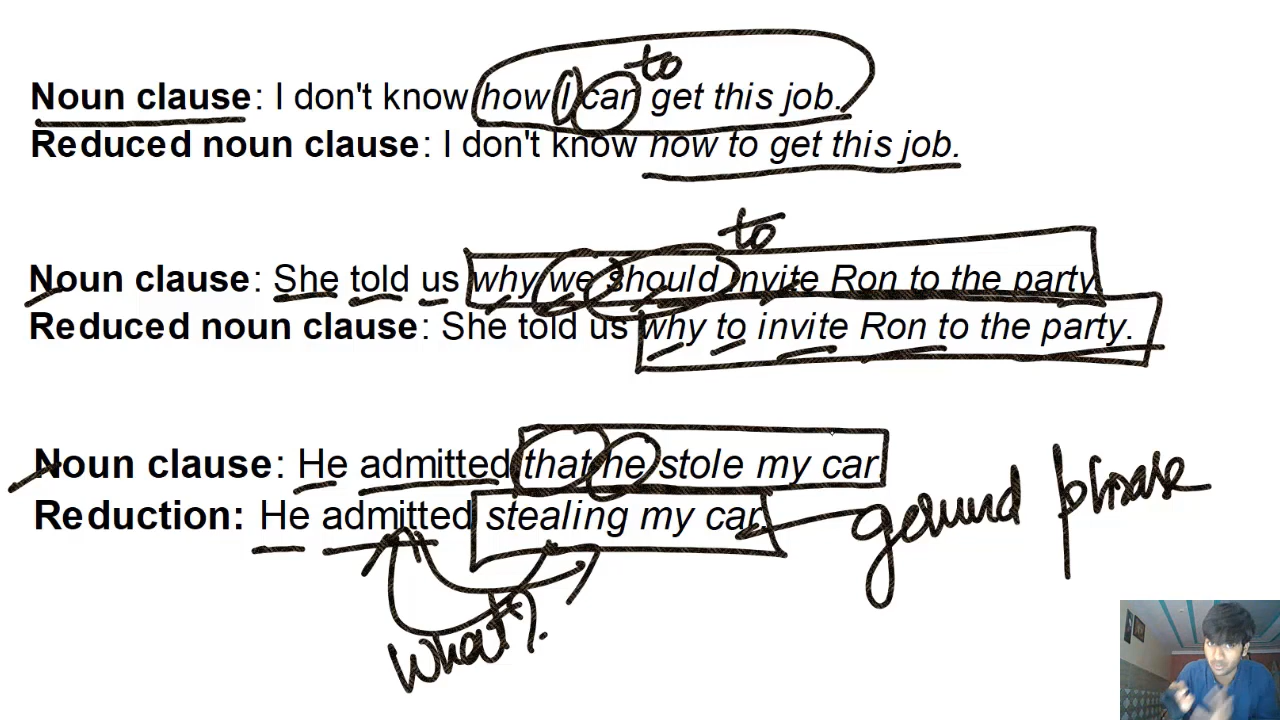 to
Noun clause: I don't know how I can get this job.
Reduced noun clause: I don't know how to get this job.
to
Noun clause: She told us why we should invite Ron to the party
Reduced noun clause: She told us why to invite Ron to the party.
Noun clause: He admitted that he stole my car
Reduction: He admitted stealing my car
gerund phrase
what?